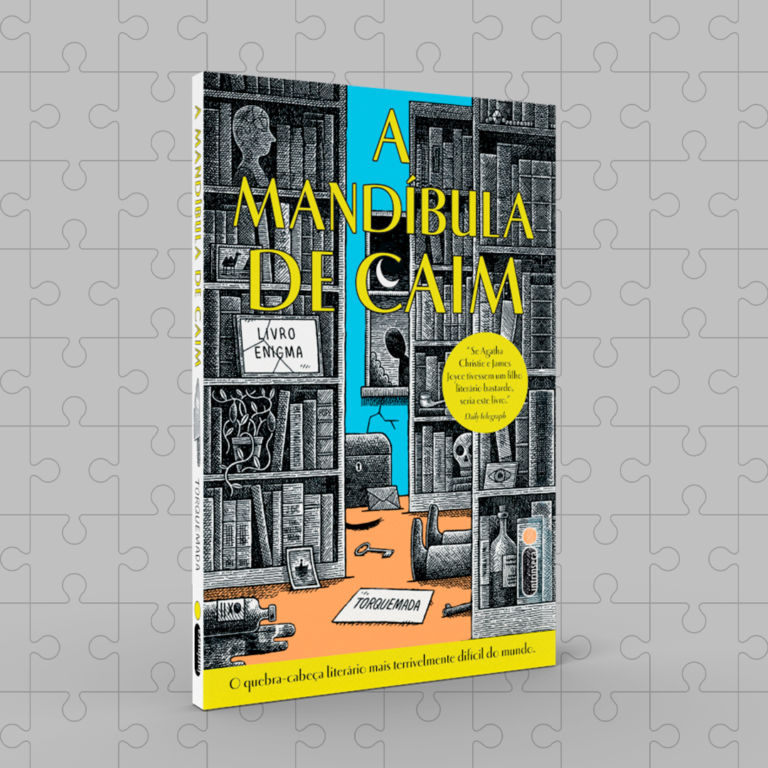 A
MANDÍBULA
DE CAIM
LIVRO
ENIGMA
"Se Agatha
Christie e James
Joyce tivessem um filho
literário bastardo,
seria este livro."
Daily Telegraph
TORQUEMADA
O quebra-cabeça literário mais terrivelmente difícil do mundo.
A MANDÍBULA DE CAIM
TORQUEMADA
intrínseca